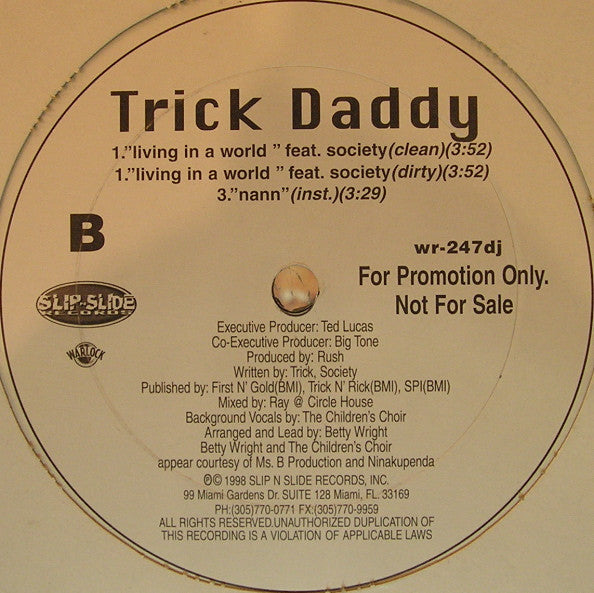 Trick Daddy
1."living in a world " feat. society(clean)(3:52)
1."living in a world " feat. society(dirty)(3:52)
3."nann"(inst.)(3:29)
B
wr-247dj
For Promotion Only.
Not For Sale
SLIP-N-SLIDE
RECORDS
WARLOCK
Executive Producer: Ted Lucas
Co-Executive Producer: Big Tone
Produced by: Rush
Written by: Trick, Society
Published by: First N' Gold(BMI), Trick N' Rick(BMI), SPI(BMI)
Mixed by: Ray @ Circle House
Background Vocals by: The Children's Choir
Arranged and Lead by: Betty Wright
Betty Wright and The Children's Choir
appear courtesy of Ms. B Production and Ninakupenda
℗© 1998 SLIP N SLIDE RECORDS, INC.
99 Miami Gardens Dr. SUITE 128 Miami, FL. 33169
PH:(305)770-0771 FX:(305)770-9959
ALL RIGHTS RESERVED.UNAUTHORIZED DUPLICATION OF
THIS RECORDING IS A VIOLATION OF APPLICABLE LAWS